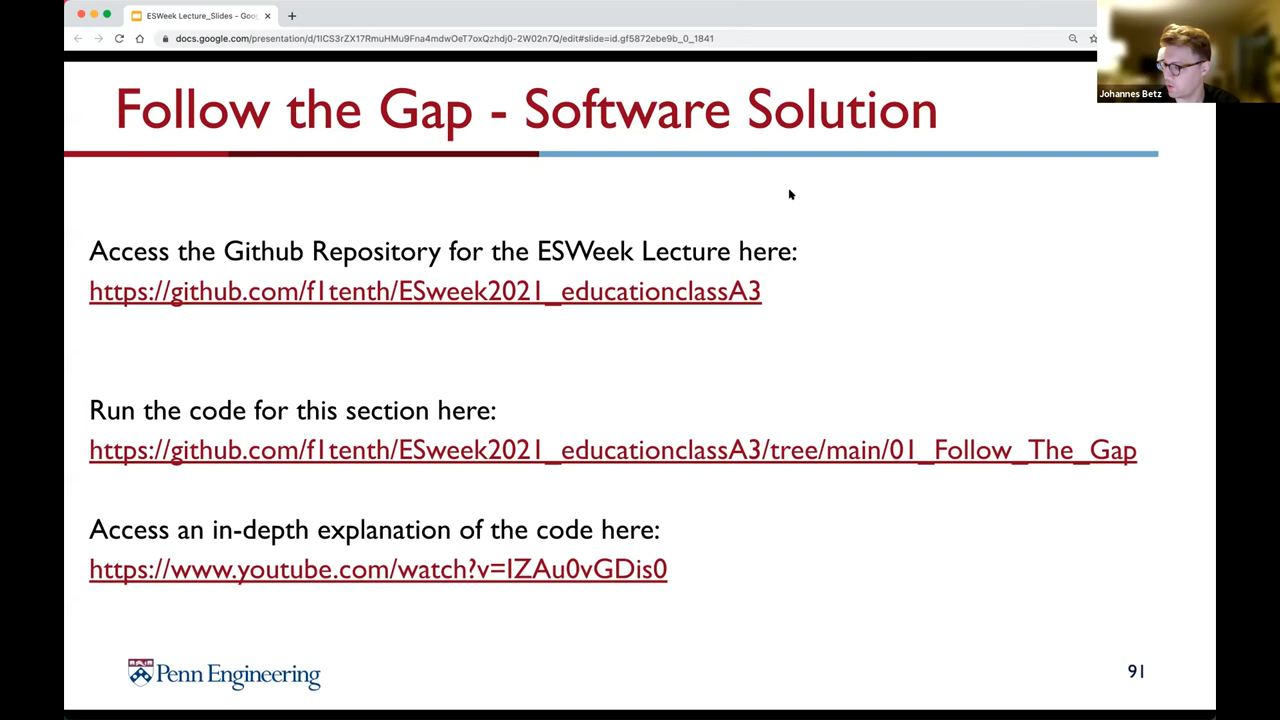 ESWeek Lecture_Slides - Goo
docs.google.com/presentation/d/1ICS3rZX17RmuHMu9Fna4mdwOeT7oxQzhdj0-2W02n7Q/edit#slide=id.gf5872ebe9b_0_1841
Johannes Betz
Follow the Gap - Software Solution
Access the Github Repository for the ESWeek Lecture here:
https://github.com/f1tenth/ESweek2021_educationclassA3
Run the code for this section here:
https://github.com/f1tenth/ESweek2021_educationclassA3/tree/main/01_Follow_The_Gap
Access an in-depth explanation of the code here:
https://www.youtube.com/watch?v=IZAu0vGDis0
Penn Engineering
91